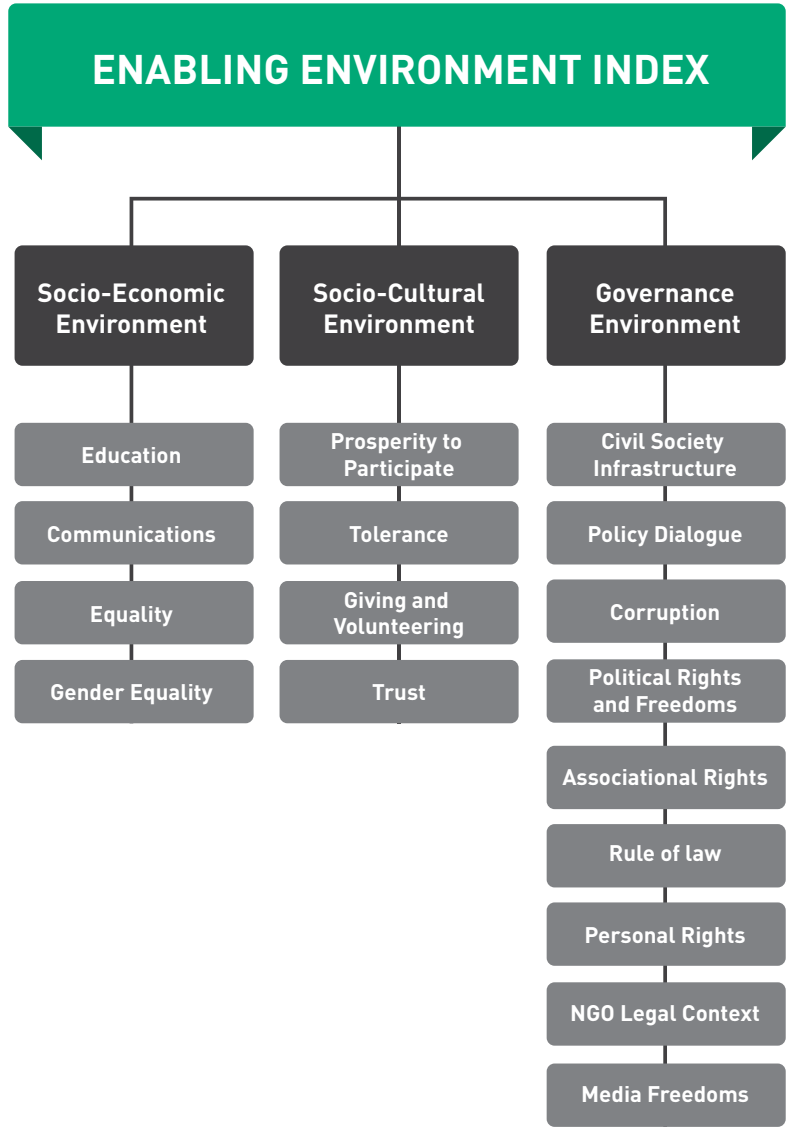 ENABLING ENVIRONMENT INDEX
Socio-Economic
Environment
Education
Communications
Equality
Gender Equality
Socio-Cultural
Environment
Prosperity to
Participate
Tolerance
Giving and
Volunteering
Trust
Governance
Environment
Civil Society
Infrastructure
Policy Dialogue
Corruption
Political Rights
and Freedoms
Associational Rights
Rule of law
Personal Rights
NGO Legal Context
Media Freedoms